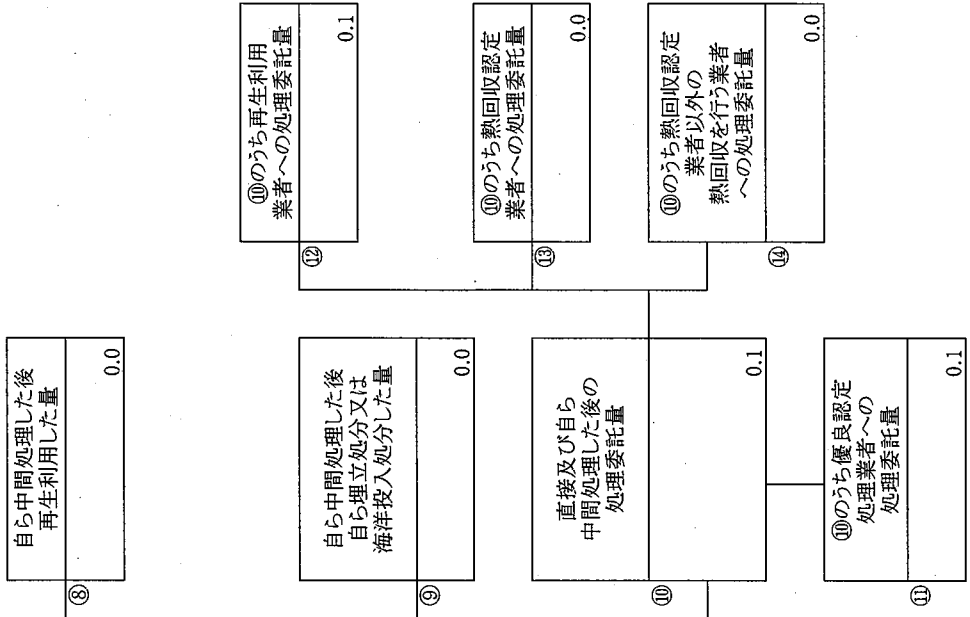 ⑧
自ら中間処理した後
再生利用した量
0.0
⑨
自ら中間処理した後
自ら埋立処分又は
海洋投入処分した量
0.0
⑩
直接及び自ら
中間処理した後の
処理委託量
0.1
⑪
⑩のうち優良認定
処理業者への
処理委託量
0.1
⑫
⑩のうち再生利用
業者への処理委託量
0.1
⑬
⑩のうち熱回収認定
業者への処理委託量
0.0
⑭
⑩のうち熱回収認定
業者以外の
熱回収を行う業者
への処理委託量
0.0